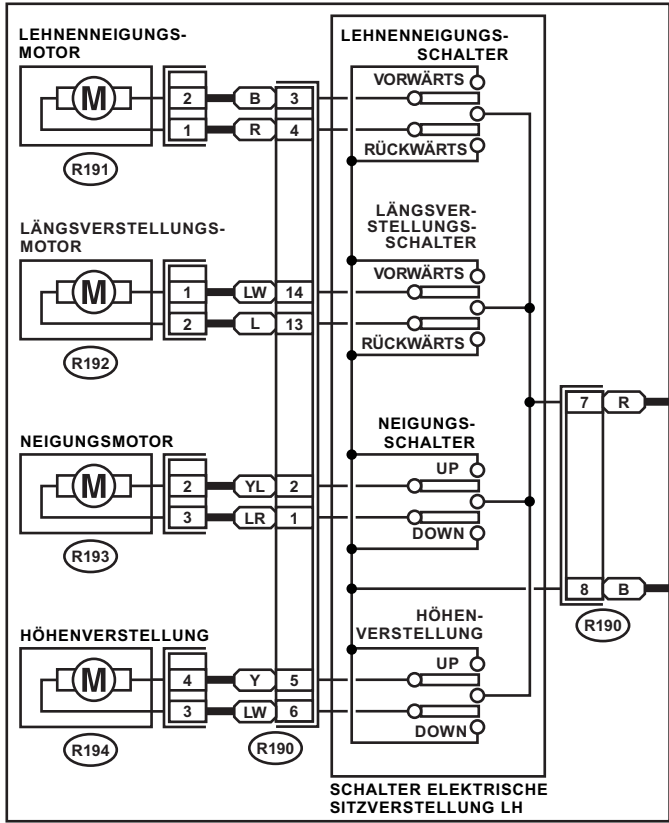 LEHNENNEIGUNGS-
MOTOR
M
2 B 3
1 R 4
R191
LÄNGSVERSTELLUNGS-
MOTOR
M
1 LW 14
2 L 13
R192
NEIGUNGSMOTOR
M
2 YL 2
3 LR 1
R193
HÖHENVERSTELLUNG
M
4 Y 5
3 LW 6
R194
R190
LEHNENNEIGUNGS-
SCHALTER
VORWÄRTS
RÜCKWÄRTS
LÄNGSVER-
STELLUNGS-
SCHALTER
VORWÄRTS
RÜCKWÄRTS
NEIGUNGS-
SCHALTER
UP
DOWN
HÖHEN-
VERSTELLUNG
UP
DOWN
SCHALTER ELEKTRISCHE
SITZVERSTELLUNG LH
7 R
8 B
R190